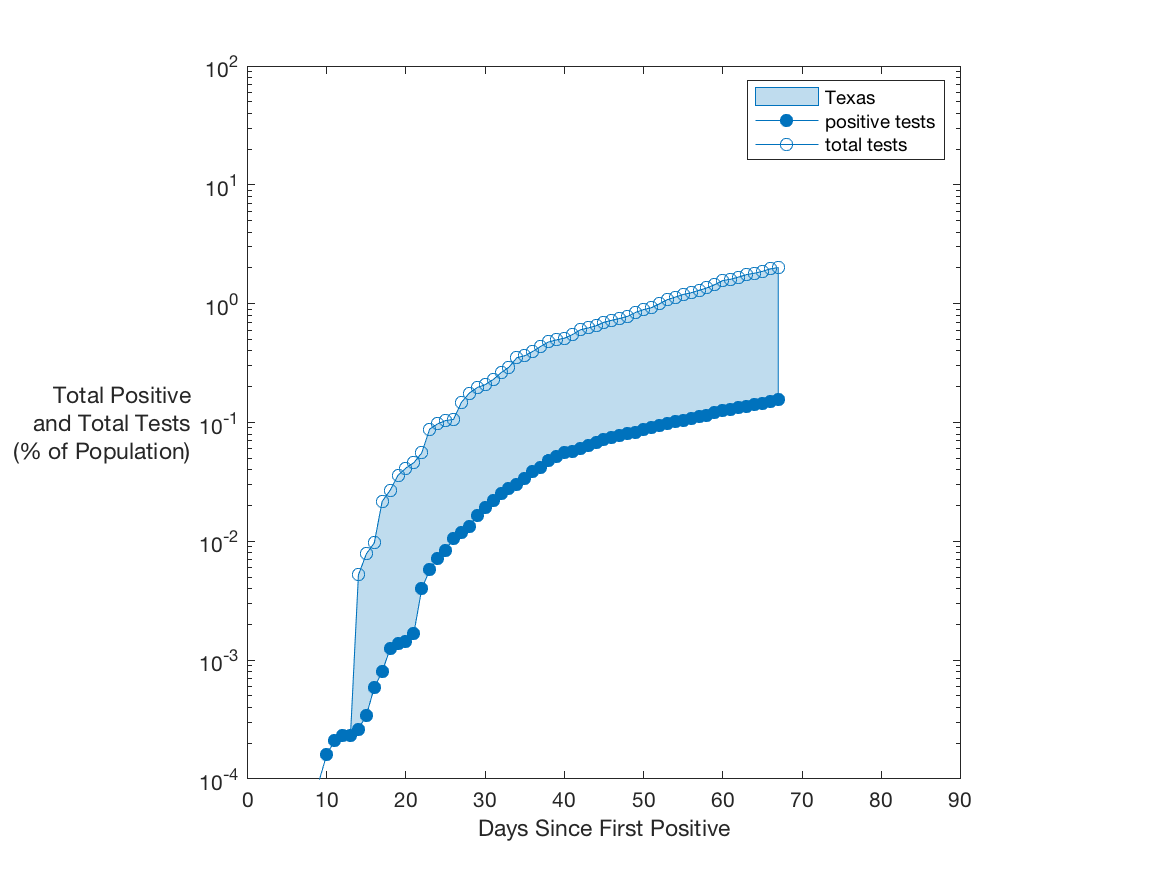 10^2
10^1
10^0
10^-1
10^-2
10^-3
10^-4
Total Positive
and Total Tests
(% of Population)
Texas
positive tests
total tests
0 10 20 30 40 50 60 70 80 90
Days Since First Positive